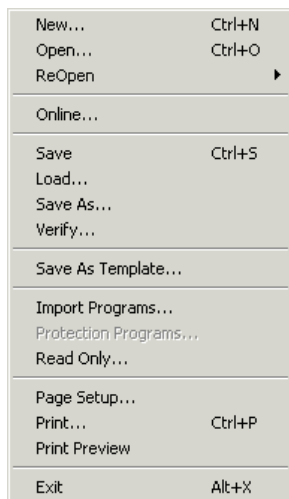 New... Ctrl+N
Open... Ctrl+O
ReOpen
Online...
Save Ctrl+S
Load...
Save As...
Verify...
Save As Template...
Import Programs...
Protection Programs...
Read Only...
Page Setup...
Print... Ctrl+P
Print Preview
Exit Alt+X